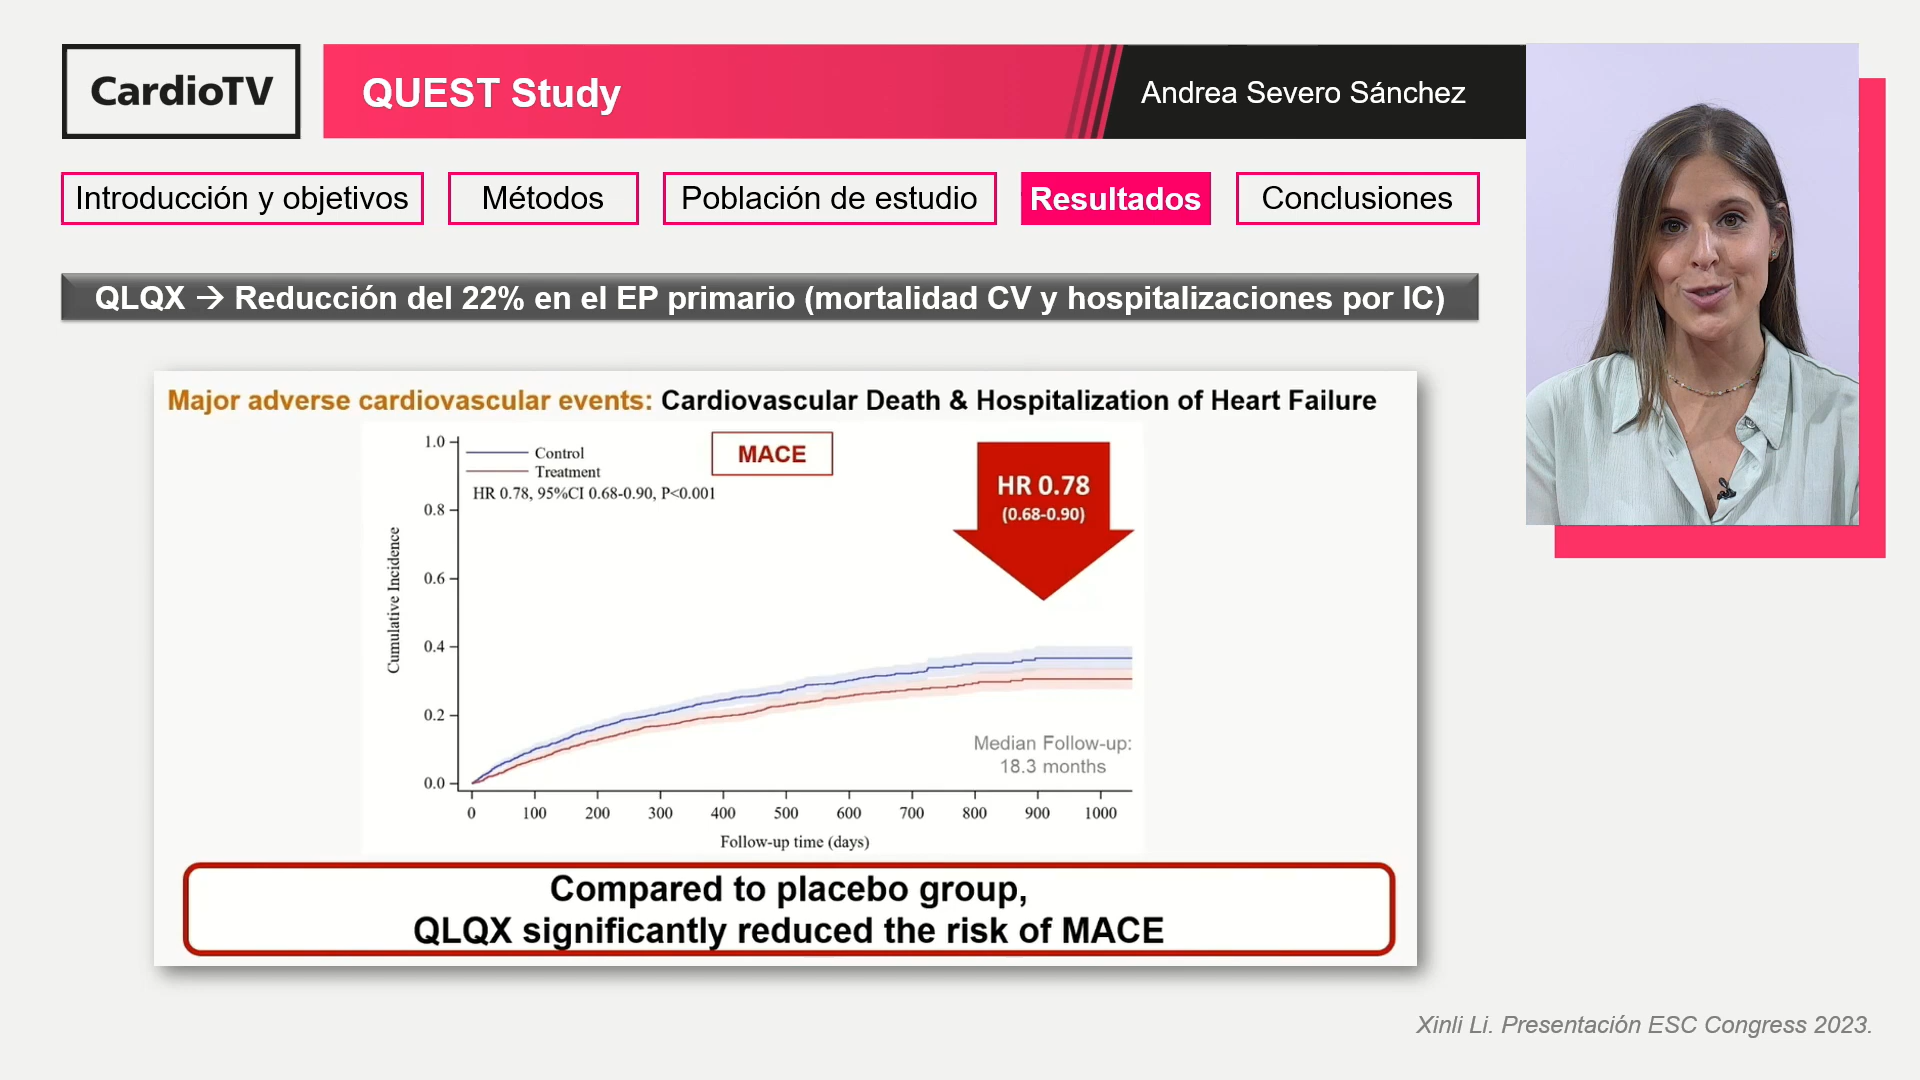 CardioTV
QUEST Study
Andrea Severo Sánchez
Introducción y objetivos
Métodos
Población de estudio
Resultados
Conclusiones
QLQX → Reducción del 22% en el EP primario (mortalidad CV y hospitalizaciones por IC)
Major adverse cardiovascular events: Cardiovascular Death & Hospitalization of Heart Failure
MACE
Control
Treatment
HR 0.78, 95%CI 0.68-0.90, P<0.001
HR 0.78
(0.68-0.90)
Cumulative Incidence
1.0
0.8
0.6
0.4
0.2
0.0
Median Follow-up:
18.3 months
0 100 200 300 400 500 600 700 800 900 1000
Follow-up time (days)
Compared to placebo group,
QLQX significantly reduced the risk of MACE
Xinli Li. Presentación ESC Congress 2023.